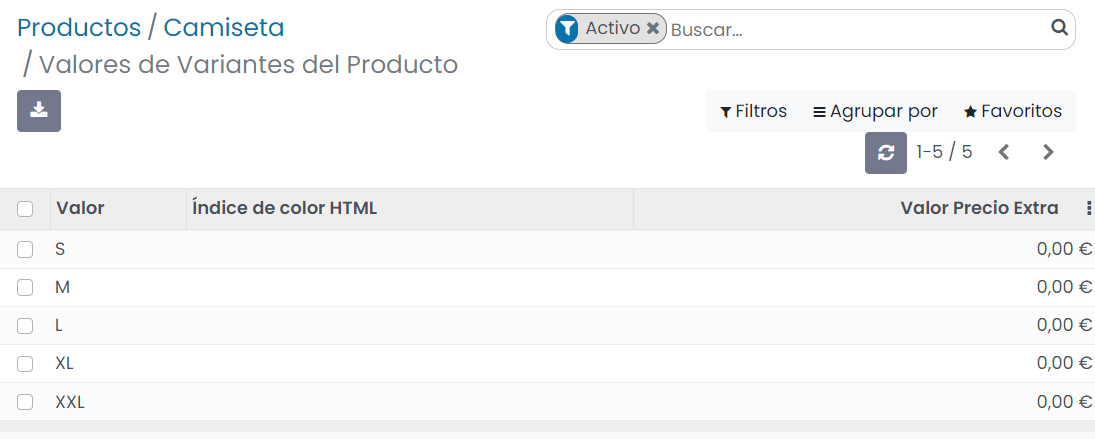 Productos / Camiseta
/ Valores de Variantes del Producto
Activo Buscar...
Filtros Agrupar por Favoritos
1-5 / 5
Valor Índice de color HTML Valor Precio Extra
S 0,00 €
M 0,00 €
L 0,00 €
XL 0,00 €
XXL 0,00 €